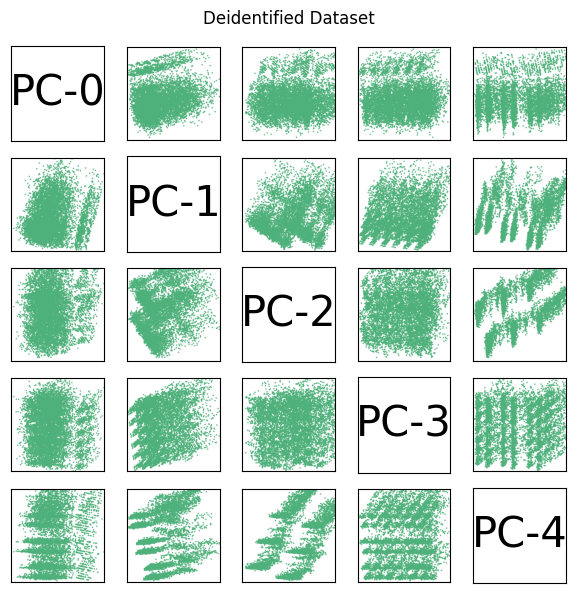 Deidentified Dataset
PC-0
PC-1
PC-2
PC-3
PC-4